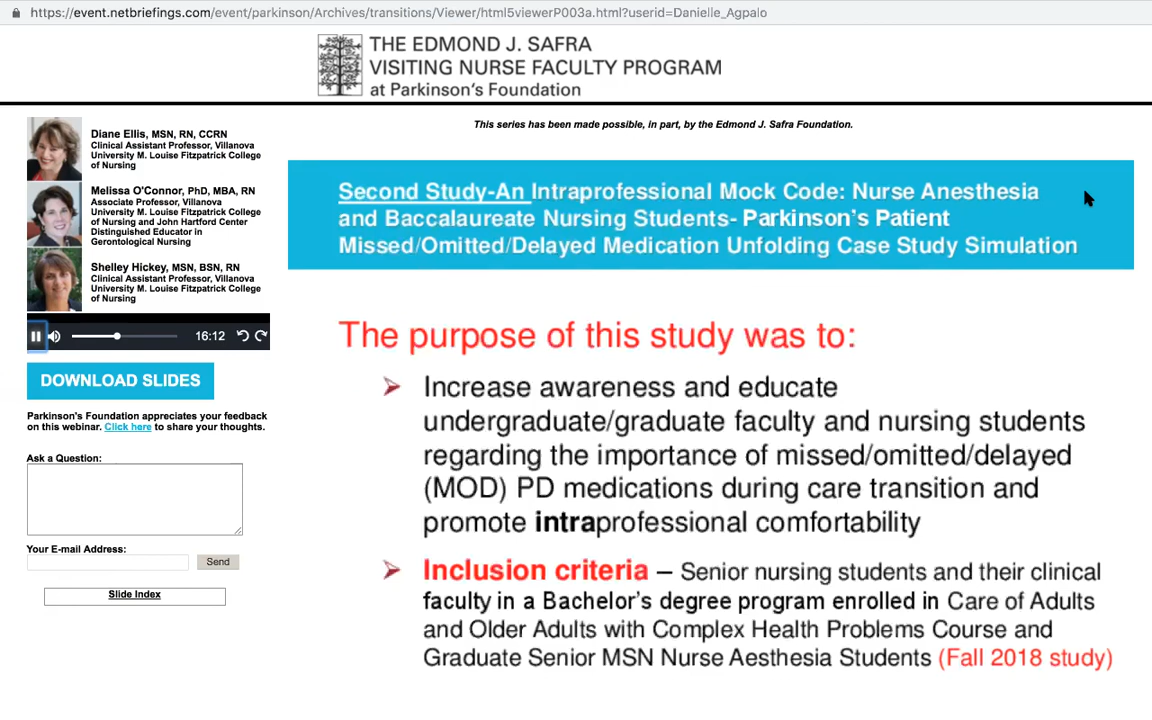 https://event.netbriefings.com/event/parkinson/Archives/transitions/Viewer/html5viewerP003a.html?userid=Danielle_Agpalo
THE EDMOND J. SAFRA
VISITING NURSE FACULTY PROGRAM
at Parkinson's Foundation
This series has been made possible, in part, by the Edmond J. Safra Foundation.
Diane Ellis, MSN, RN, CCRN
Clinical Assistant Professor, Villanova
University M. Louise Fitzpatrick College
of Nursing
Melissa O'Connor, PhD, MBA, RN
Associate Professor, Villanova
University M. Louise Fitzpatrick College
of Nursing and John Hartford Center
Distinguished Educator in
Gerontological Nursing
Shelley Hickey, MSN, BSN, RN
Clinical Assistant Professor, Villanova
University M. Louise Fitzpatrick College
of Nursing
16:12
DOWNLOAD SLIDES
Parkinson's Foundation appreciates your feedback
on this webinar. Click here to share your thoughts.
Ask a Question:
Your E-mail Address:
Send
Slide Index
Second Study-An Intraprofessional Mock Code: Nurse Anesthesia
and Baccalaureate Nursing Students- Parkinson's Patient
Missed/Omitted/Delayed Medication Unfolding Case Study Simulation
The purpose of this study was to:
Increase awareness and educate
undergraduate/graduate faculty and nursing students
regarding the importance of missed/omitted/delayed
(MOD) PD medications during care transition and
promote intraprofessional comfortability
Inclusion criteria – Senior nursing students and their clinical
faculty in a Bachelor's degree program enrolled in Care of Adults
and Older Adults with Complex Health Problems Course and
Graduate Senior MSN Nurse Aesthesia Students (Fall 2018 study)